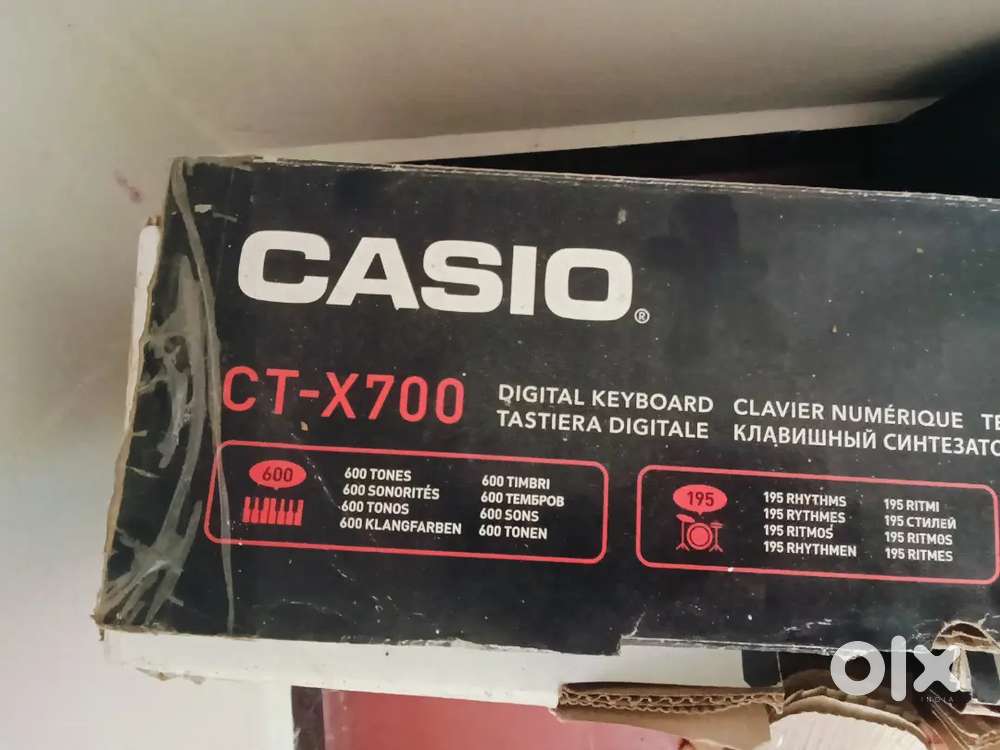 CASIO®
CT-X700
DIGITAL KEYBOARD CLAVIER NUMÉRIQUE
TASTIERA DIGITALE КЛАВИШНЫЙ
600
600 TONES
600 SONORITÉS
600 TONOS
600 KLANGFARBEN
600 TIMBRI
600 ТЕМБРОВ
600 SONS
600 TONEN
195
195 RHYTHMS
195 RYTHMES
195 RITMOS
195 RHYTHMEN
195 RITMI
195 СТИЛЕЙ
195 RITMOS
195 RITMES
olx
INDIA